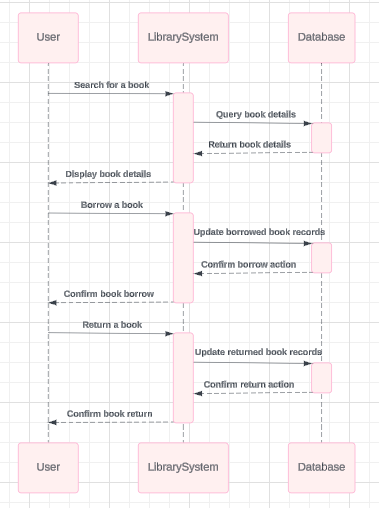 User LibrarySystem Database
Search for a book
Query book details
Return book details
Display book details
Borrow a book
Update borrowed book records
Confirm borrow action
Confirm book borrow
Return a book
Update returned book records
Confirm return action
Confirm book return
User LibrarySystem Database